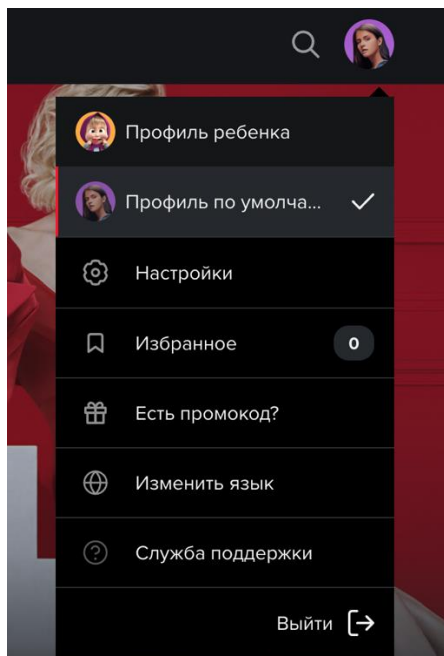 Профиль ребенка
Профиль по умолча...
Настройки
Избранное 0
Есть промокод?
Изменить язык
?
Служба поддержки
Выйти